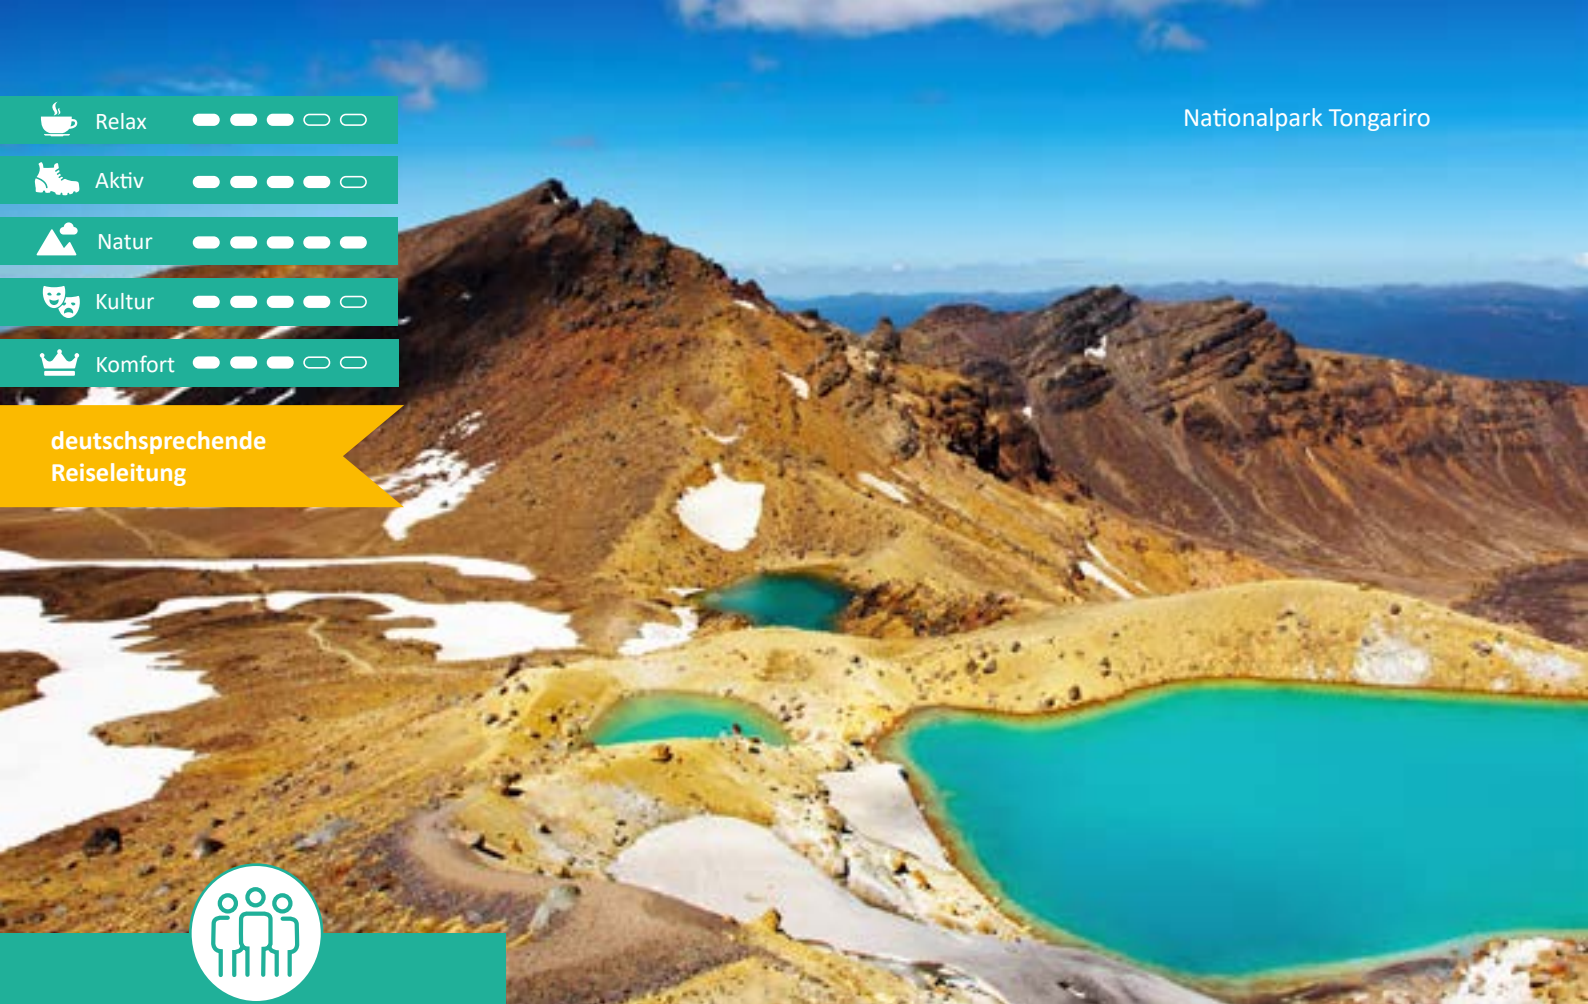 Relax
Aktiv
Natur
Kultur
Komfort
deutschsprechende
Reiseleitung
Nationalpark Tongariro